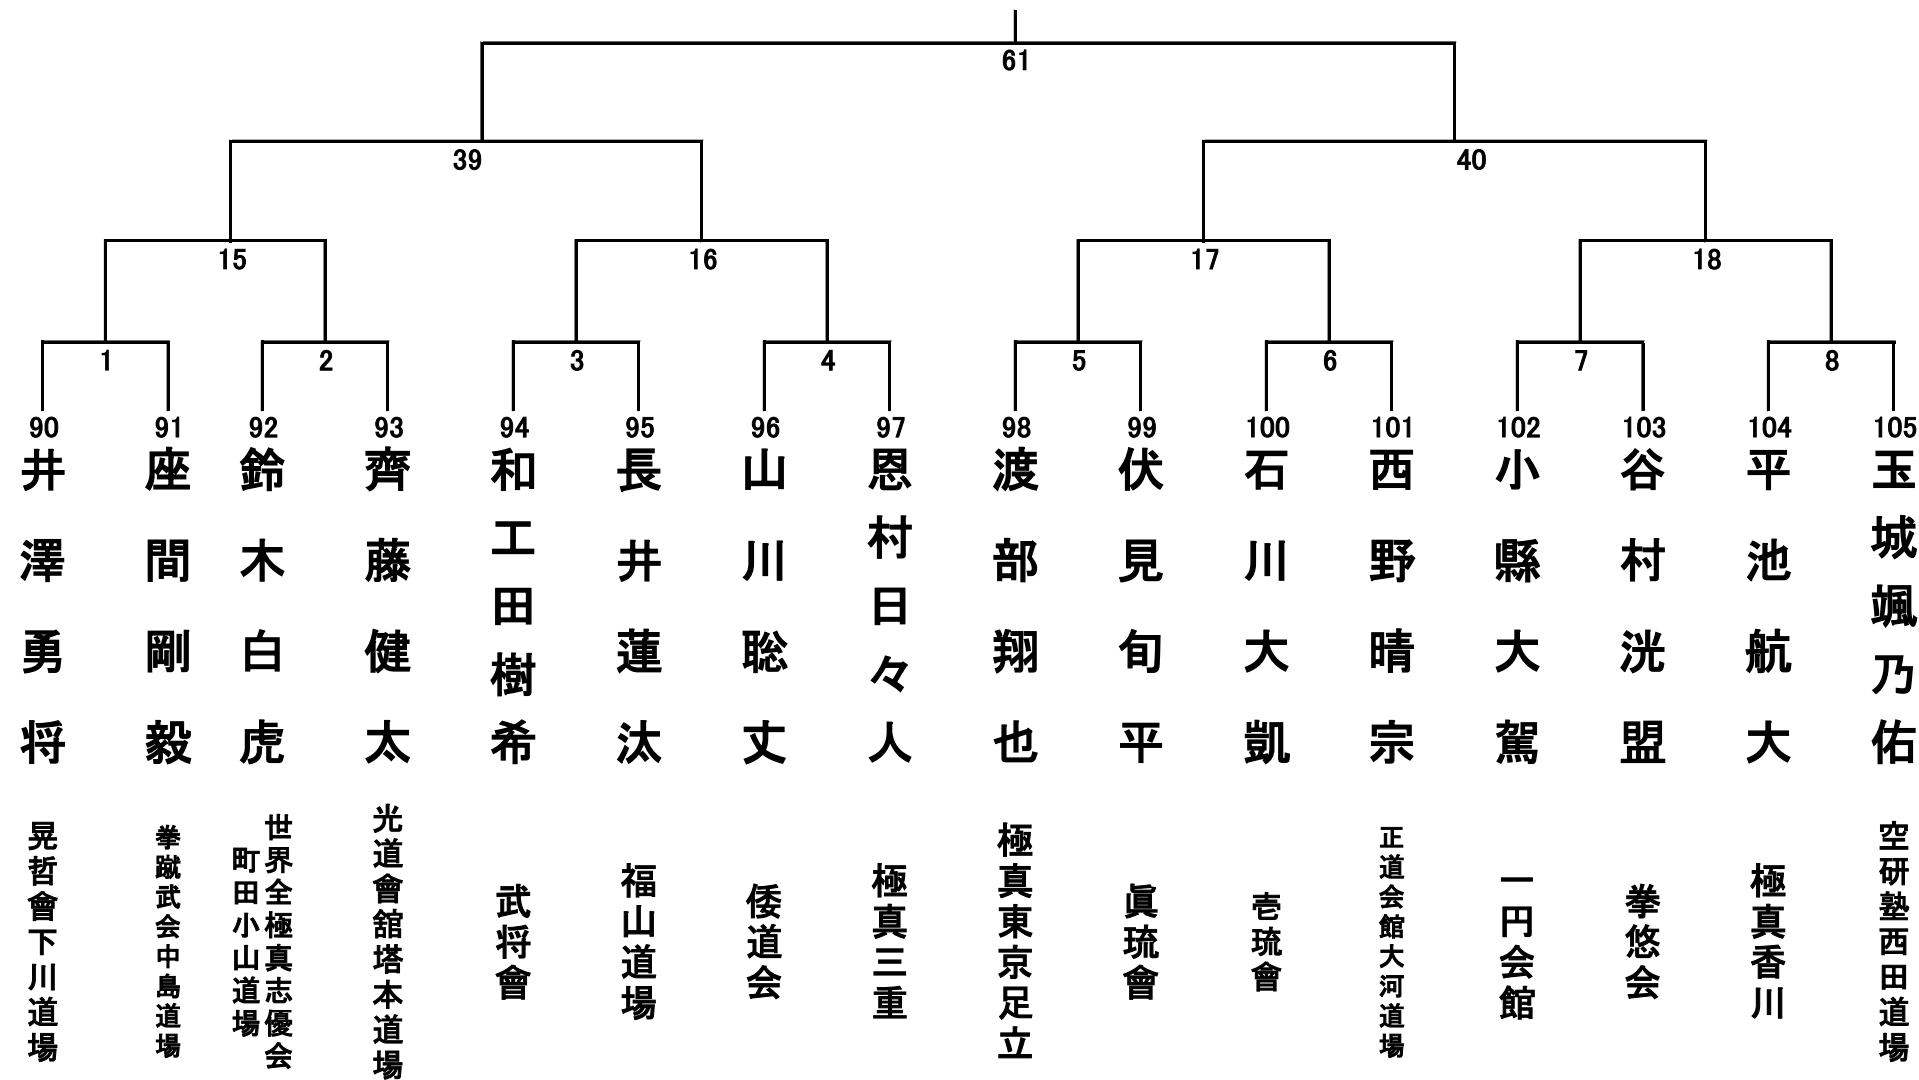 61
39
40
15
16
17
18
1
2
3
4
5
6
7
8
90
91
92
93
94
95
96
97
98
99
100
101
102
103
104
105
井澤勇将
座間剛毅
鈴木白虎
齊藤健太
和工田樹希
長井蓮汰
山川聡丈
恩村日々人
渡部翔也
伏見旬平
石川大凱
西野晴宗
小縣大駕
谷村洸盟
平池航大
玉城颯乃佑
晃哲會下川道場
拳蹴武会中島道場
世界全極真志優会
町田小山道場
光道會舘塔本道場
武将會
福山道場
倭道会
極真三重
極真東京足立
眞琉會
壱琉會
正道会館大河道場
一円会館
拳悠会
極真香川
空研塾西田道場